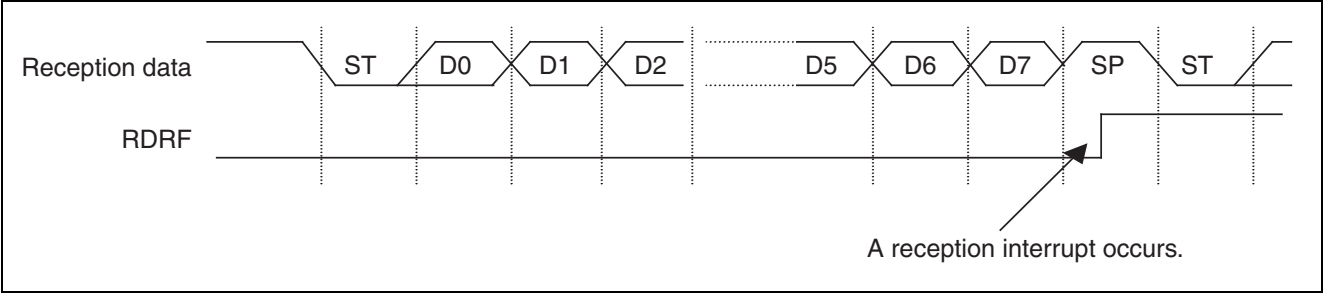 Reception data ST D0 D1 D2 D5 D6 D7 SP ST
RDRF
A reception interrupt occurs.